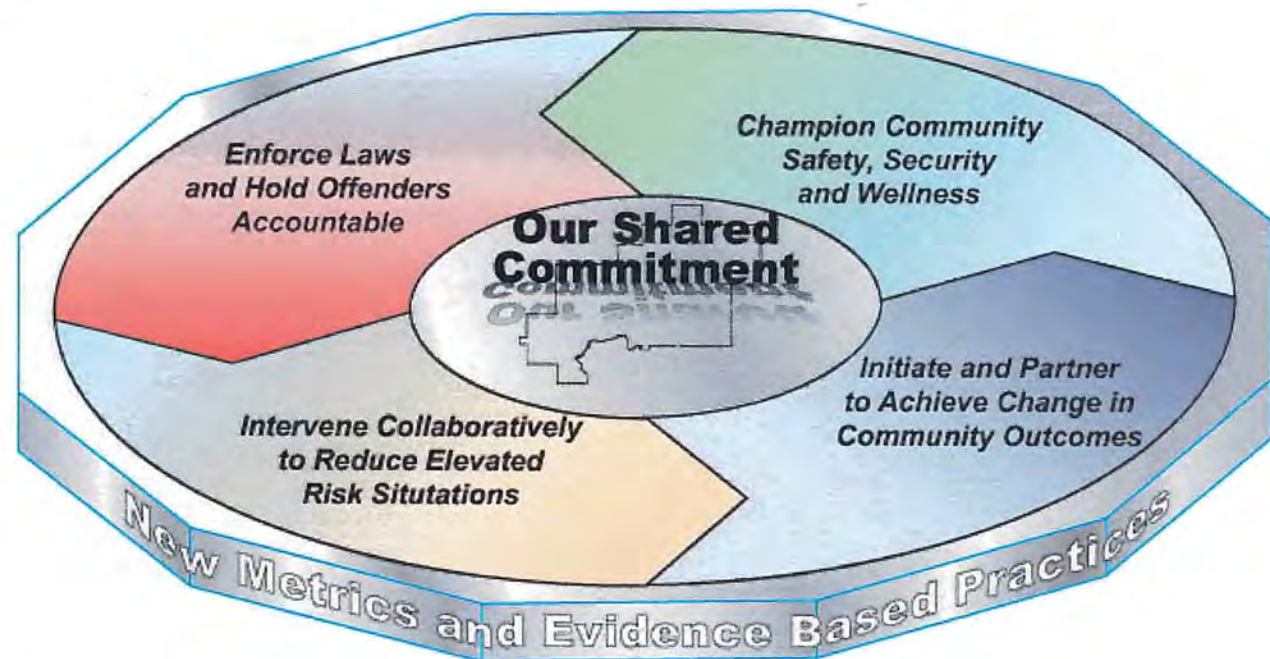 Enforce Laws
and Hold Offenders
Accountable
Champion Community
Safety, Security
and Wellness
Our Shared
Commitment
Initiate and Partner
to Achieve Change in
Community Outcomes
Intervene Collaboratively
to Reduce Elevated
Risk Situtations
New Metrics and Evidence Based Practices